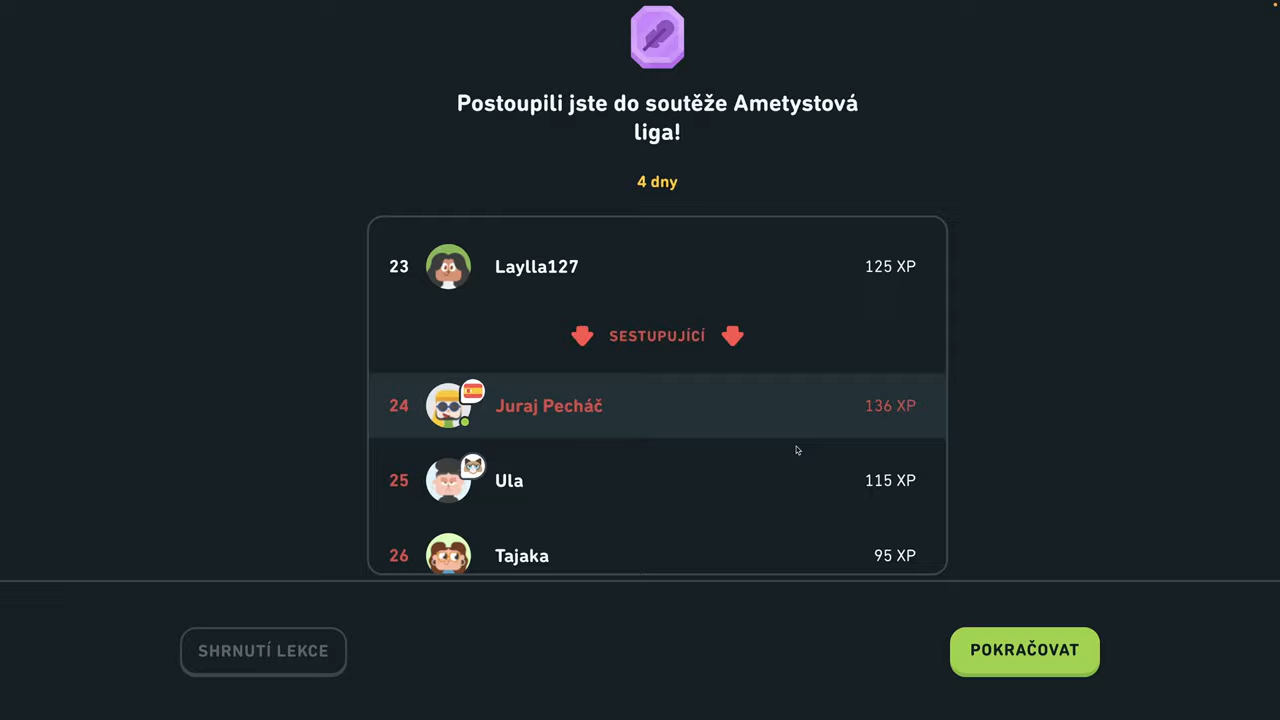 Postoupili jste do soutěže Ametystová
liga!
4 dny
23 Laylla127 125 XP
SESTUPUJÍCÍ
24 Juraj Pecháč 136 XP
25 Ula 115 XP
26 Tajaka 95 XP
SHRNUTÍ LEKCE POKRAČOVAT